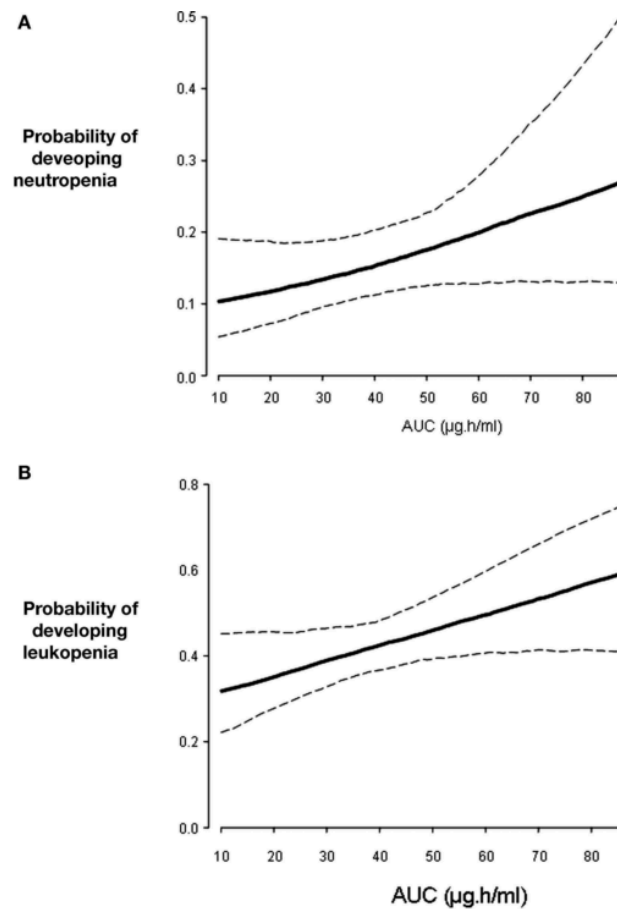 A
Probability of
deveoping
neutropenia
0.5
0.4
0.3
0.2
0.1
0.0
10 20 30 40 50 60 70 80
AUC (µg.h/ml)
B
Probability of
developing
leukopenia
0.8
0.6
0.4
0.2
0.0
10 20 30 40 50 60 70 80
AUC (µg.h/ml)